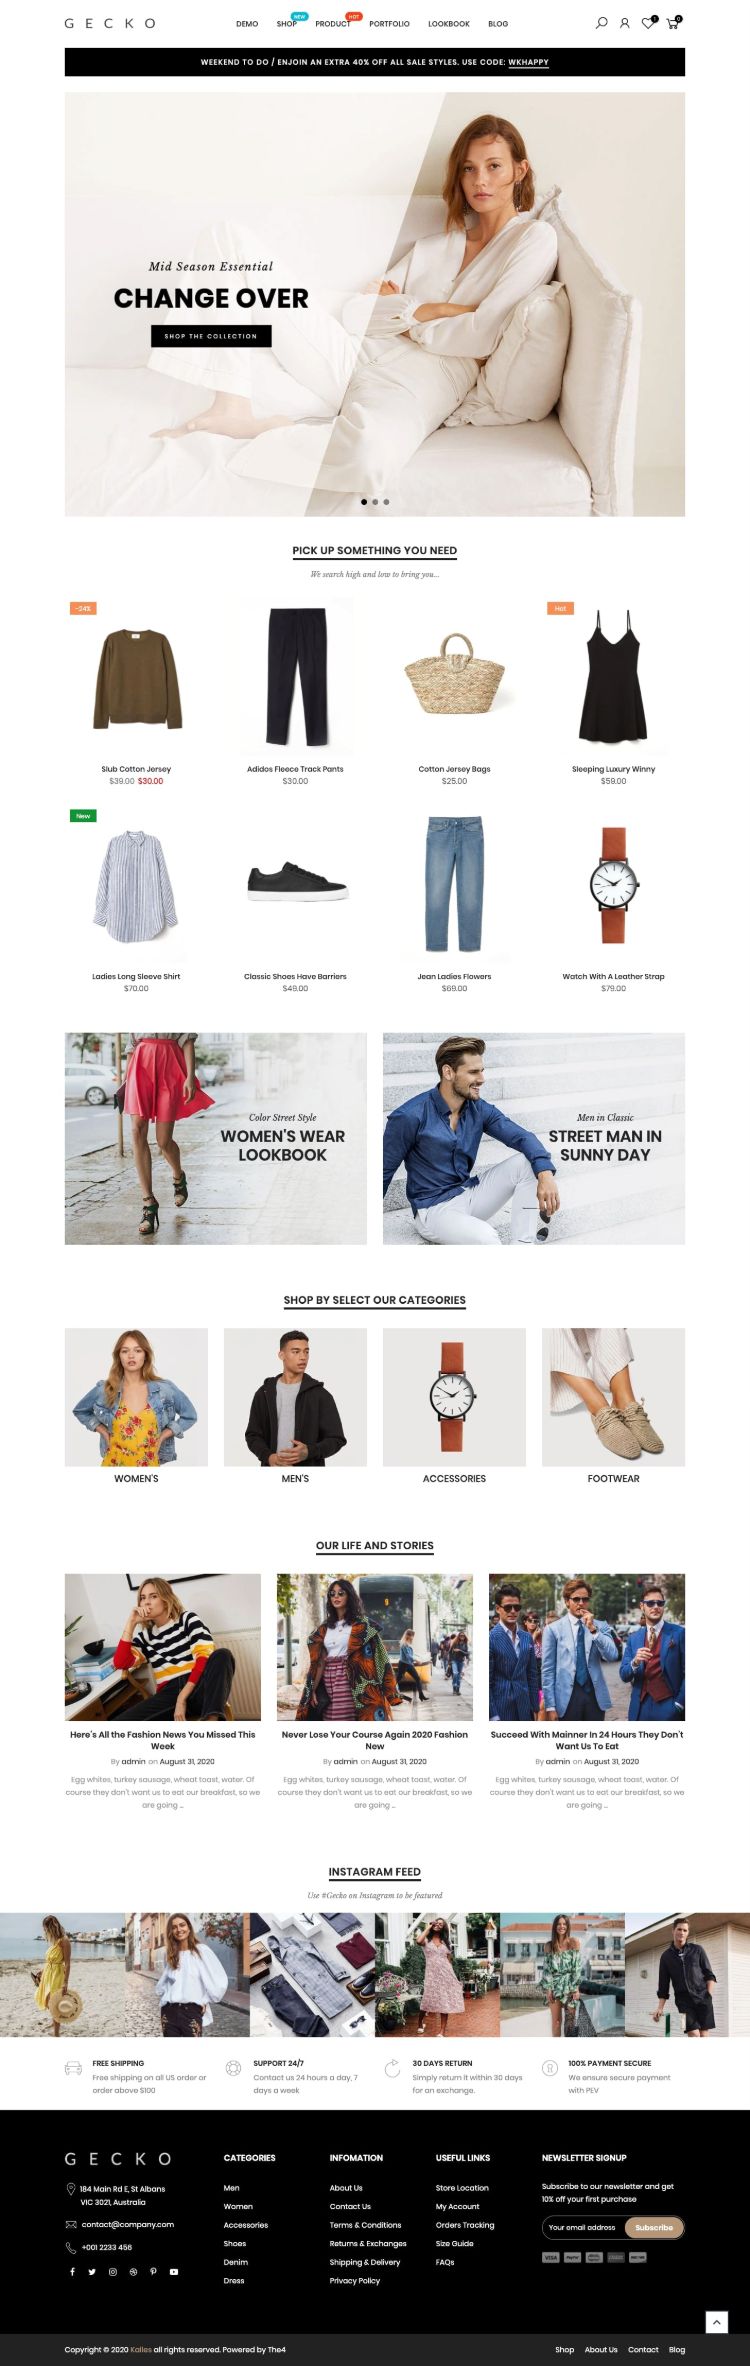 GECKO
DEMO SHOP NEW PRODUCT HOT PORTFOLIO LOOKBOOK BLOG
1 0
WEEKEND TO DO / ENJOIN AN EXTRA 40% OFF ALL SALE STYLES. USE CODE: WKHAPPY
Mid Season Essential
CHANGE OVER
SHOP THE COLLECTION
PICK UP SOMETHING YOU NEED
We search high and low to bring you...
-24%
Hot
Slub Cotton Jersey
$39.00 $30.00
Adidas Fleece Track Pants
$30.00
Cotton Jersey Bags
$25.00
Sleeping Luxury Winny
$59.00
New
Ladies Long Sleeve Shirt
$70.00
Classic Shoes Have Barriers
$49.00
Jean Ladies Flowers
$69.00
Watch With A Leather Strap
$79.00
Color Street Style
WOMEN'S WEAR
LOOKBOOK
Men in Classic
STREET MAN IN
SUNNY DAY
SHOP BY SELECT OUR CATEGORIES
WOMEN'S
MEN'S
ACCESSORIES
FOOTWEAR
OUR LIFE AND STORIES
Here's All the Fashion News You Missed This
Week
By admin on August 31, 2020
Egg whites, turkey sausage, wheat toast, water. Of
course they don't want us to eat our breakfast, so we
are going ...
Never Lose Your Course Again 2020 Fashion
New
By admin on August 31, 2020
Egg whites, turkey sausage, wheat toast, water. Of
course they don't want us to eat our breakfast, so we
are going ...
Succeed With Mainner In 24 Hours They Don't
Want Us To Eat
By admin on August 31, 2020
Egg whites, turkey sausage, wheat toast, water. Of
course they don't want us to eat our breakfast, so we
are going ...
INSTAGRAM FEED
Use #Gecko on Instagram to be featured
FREE SHIPPING
Free shipping on all US order or
order above $100
SUPPORT 24/7
Contact us 24 hours a day, 7
days a week
30 DAYS RETURN
Simply return it within 30 days
for an exchange.
100% PAYMENT SECURE
We ensure secure payment
with PEV
GECKO
184 Main Rd E, St Albans
VIC 3021, Australia
contact@company.com
+001 2233 456
CATEGORIES
Men
Women
Accessories
Shoes
Denim
Dress
INFOMATION
About Us
Contact Us
Terms & Conditions
Returns & Exchanges
Shipping & Delivery
Privacy Policy
USEFUL LINKS
Store Location
My Account
Orders Tracking
Size Guide
FAQs
NEWSLETTER SIGNUP
Subscribe to our newsletter and get
10% off your first purchase
Your email address Subscribe
VISA PayPal
Copyright © 2020 Kalles all rights reserved. Powered by The4
Shop About Us Contact Blog